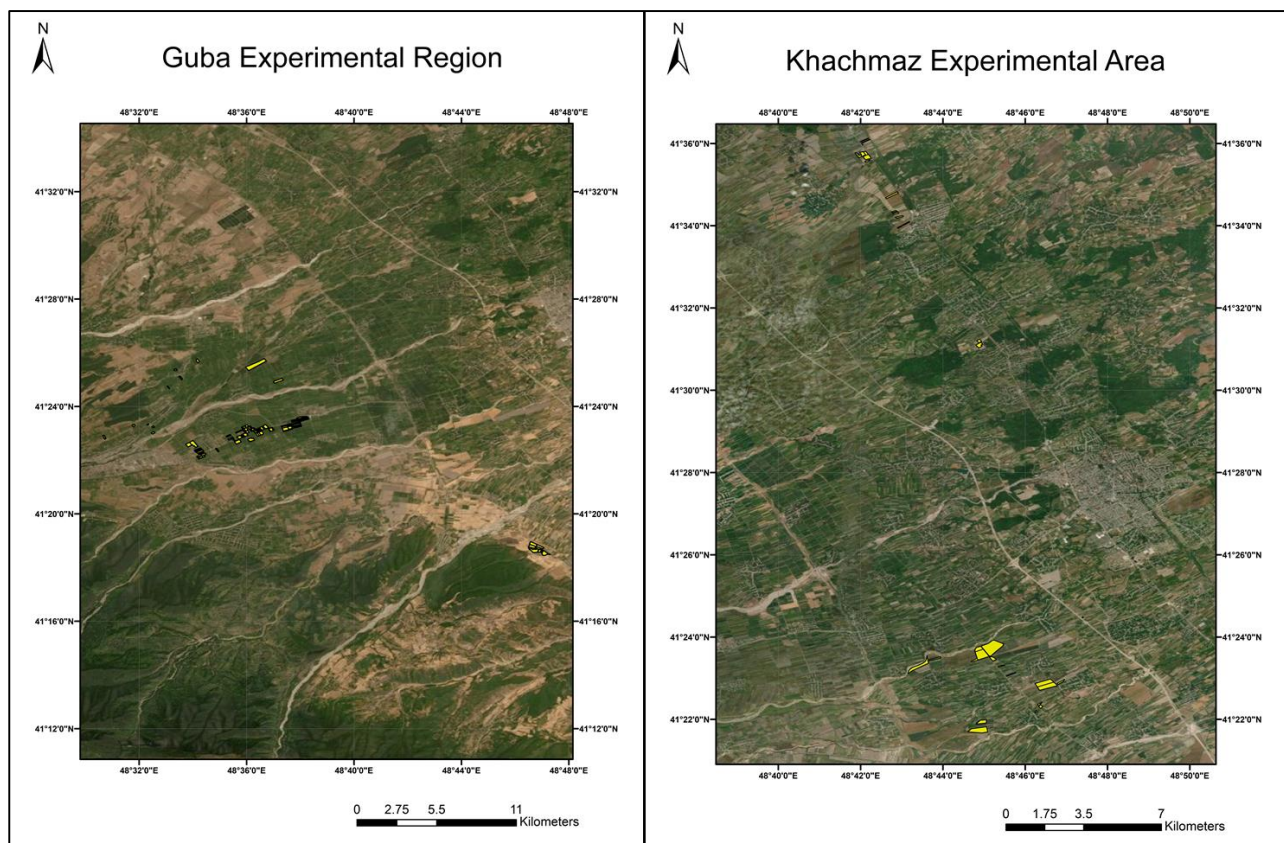 N
Guba Experimental Region
48°32'0"E 48°36'0"E 48°40'0"E 48°44'0"E 48°48'0"E
41°32'0"N 41°32'0"N
41°28'0"N 41°28'0"N
41°24'0"N 41°24'0"N
41°20'0"N 41°20'0"N
41°16'0"N 41°16'0"N
41°12'0"N 41°12'0"N
48°32'0"E 48°36'0"E 48°40'0"E 48°44'0"E 48°48'0"E
0 2.75 5.5 11
Kilometers
N
Khachmaz Experimental Area
48°40'0"E 48°42'0"E 48°44'0"E 48°46'0"E 48°48'0"E 48°50'0"E
41°36'0"N 41°36'0"N
41°34'0"N 41°34'0"N
41°32'0"N 41°32'0"N
41°30'0"N 41°30'0"N
41°28'0"N 41°28'0"N
41°26'0"N 41°26'0"N
41°24'0"N 41°24'0"N
41°22'0"N 41°22'0"N
48°40'0"E 48°42'0"E 48°44'0"E 48°46'0"E 48°48'0"E 48°50'0"E
0 1.75 3.5 7
Kilometers